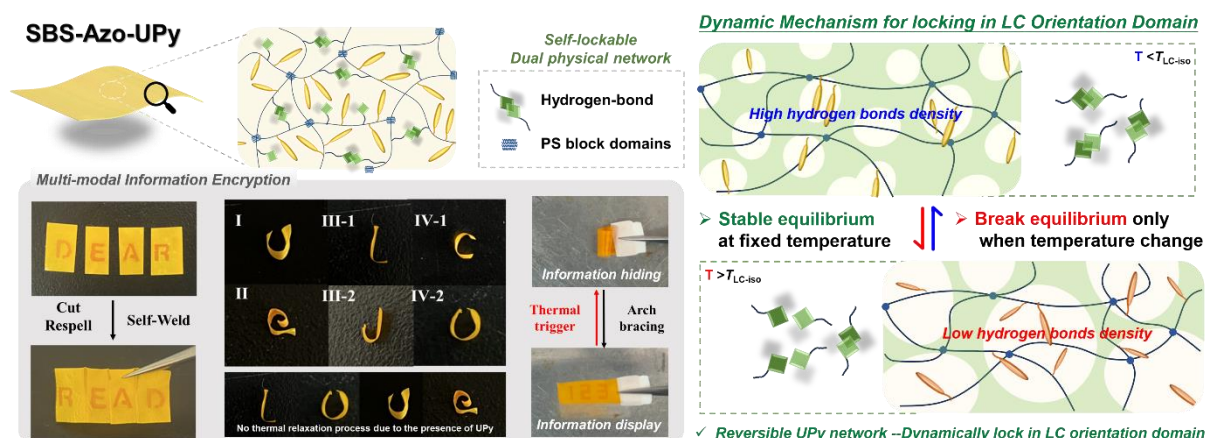 SBS-Azo-UPy
Self-lockable
Dual physical network
Hydrogen-bond
PS block domains
Multi-modal Information Encryption
D E A R
Cut
Respell
Self-Weld
R E A D
I
III-1
IV-1
II
III-2
IV-2
No thermal relaxation process due to the presence of UPy
Information hiding
Thermal
trigger
Arch
bracing
123
Information display
Dynamic Mechanism for locking in LC Orientation Domain
High hydrogen bonds density
T <TLC-iso
➢ Stable equilibrium
at fixed temperature
➢ Break equilibrium only
when temperature change
T >TLC-iso
Low hydrogen bonds density
✓ Reversible UPy network --Dynamically lock in LC orientation domain